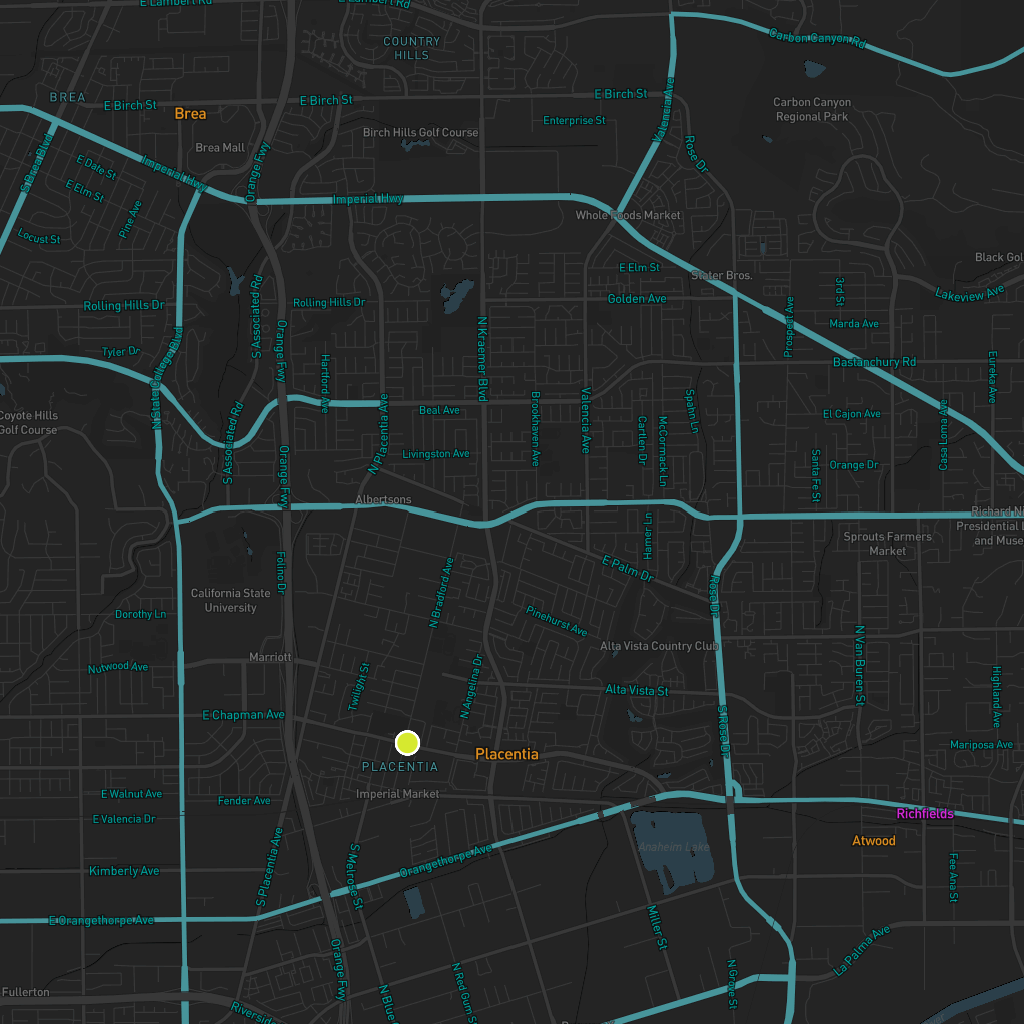 E Lambert Rd
E Lambert Rd
COUNTRY
HILLS
Carbon Canyon Rd
BREA
E Birch St
E Birch St
E Birch St
Brea
Enterprise St
Valencia Ave
Carbon Canyon
Regional Park
Birch Hills Golf Course
Brea Mall
S Brea Blvd
E Date St
Imperial Hwy
Orange Fwy
Rose Dr
E Elm St
Pine Ave
Imperial Hwy
Whole Foods Market
Locust St
E Elm St
Slater Bros.
Black Gol
Rolling Hills Dr
S Associated Rd
Rolling Hills Dr
Golden Ave
3rd St
Lakeview Ave
Prospect Ave
Marda Ave
Tyler Dr
N State College Blvd
Orange Fwy
N Kraemer Blvd
Bastanchury Rd
Hartford Ave
Eureka Ave
Coyote Hills
Golf Course
S Associated Rd
N Placentia Ave
Beal Ave
Brookhaven Ave
Valencia Ave
Cartlen Dr
McCormack Ln
Spahn Ln
El Cajon Ave
Casa Loma Ave
Livingston Ave
Orange Fwy
Santa Fe St
Orange Dr
Albertsons
Richard Ni
Presidential L
and Muse
Hamer Ln
Sprouts Farmers
Market
Folino Dr
E Palm Dr
California State
University
N Bradford Ave
Rose Dr
Dorothy Ln
Pinehurst Ave
Alta Vista Country Club
N Van Buren St
Nutwood Ave
Marriott
Twilight St
N Angelina Dr
Alta Vista St
Highland Ave
E Chapman Ave
S Rose Dr
Mariposa Ave
Placentia
PLACENTIA
E Walnut Ave
Fender Ave
Imperial Market
Richfields
E Valencia Dr
Atwood
Anaheim Lake
Kimberly Ave
S Placentia Ave
S Melrose St
Orangethorpe Ave
Fee Ana St
E Orangethorpe Ave
Miller St
La Palma Ave
Orange Fwy
N Blue
N Red Gum S
N Grove St
Fullerton
Riverside